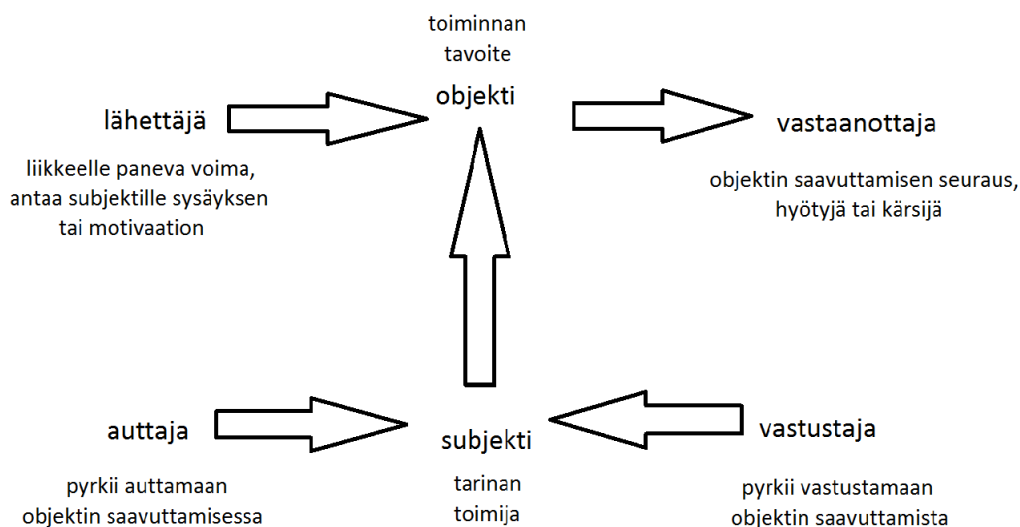 toiminnan
tavoite
objekti
lähettäjä
liikkeelle paneva voima,
antaa subjektille sysäyksen
tai motivaation
vastaanottaja
objektin saavuttamisen seuraus,
hyötyjä tai kärsijä
auttaja
pyrkii auttamaan
objektin saavuttamisessa
subjekti
tarinan
toimija
vastustaja
pyrkii vastustamaan
objektin saavuttamista